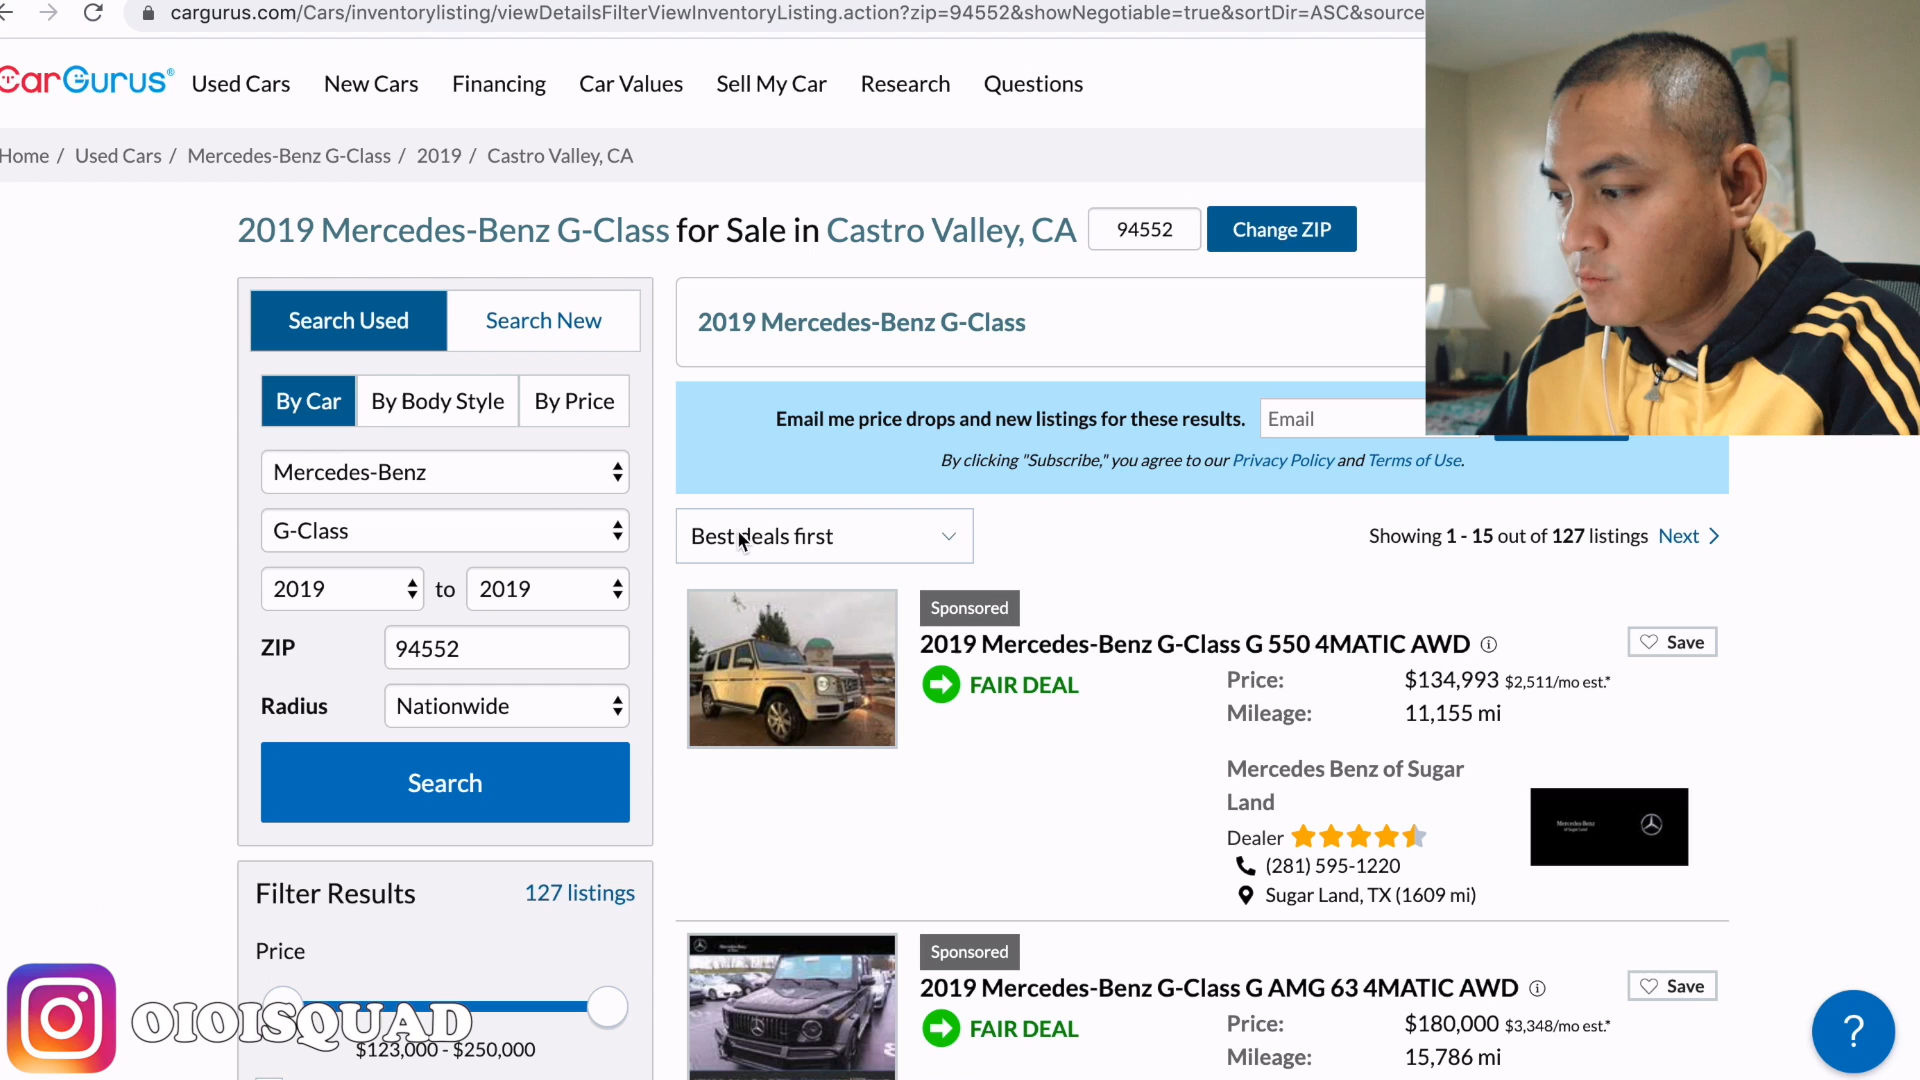 cargurus.com/Cars/inventorylisting/viewDetailsFilterViewInventoryListing.action?zip=94552&showNegotiable=true&sortDir=ASC&source
CarGurus® Used Cars New Cars Financing Car Values Sell My Car Research Questions
Home / Used Cars / Mercedes-Benz G-Class / 2019 / Castro Valley, CA
2019 Mercedes-Benz G-Class for Sale in Castro Valley, CA 94552 Change ZIP
Search Used Search New
By Car By Body Style By Price
Mercedes-Benz
G-Class
2019 to 2019
ZIP 94552
Radius Nationwide
Search
Filter Results 127 listings
Price
$123,000 - $250,000
OIOISQUAD
2019 Mercedes-Benz G-Class
Email me price drops and new listings for these results. Email
By clicking "Subscribe," you agree to our Privacy Policy and Terms of Use.
Best deals first
Showing 1 - 15 out of 127 listings Next
Sponsored
2019 Mercedes-Benz G-Class G 550 4MATIC AWD
Save
FAIR DEAL
Price: $134,993 $2,511/mo est.*
Mileage: 11,155 mi
Mercedes Benz of Sugar
Land
Dealer
(281) 595-1220
Sugar Land, TX (1609 mi)
Sponsored
2019 Mercedes-Benz G-Class G AMG 63 4MATIC AWD
Save
FAIR DEAL
Price: $180,000 $3,348/mo est.*
Mileage: 15,786 mi
?